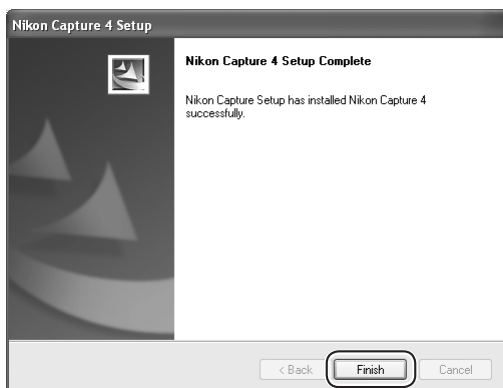 Nikon Capture 4 Setup
Nikon Capture 4 Setup Complete
Nikon Capture Setup has installed Nikon Capture 4
successfully.
< Back Finish Cancel